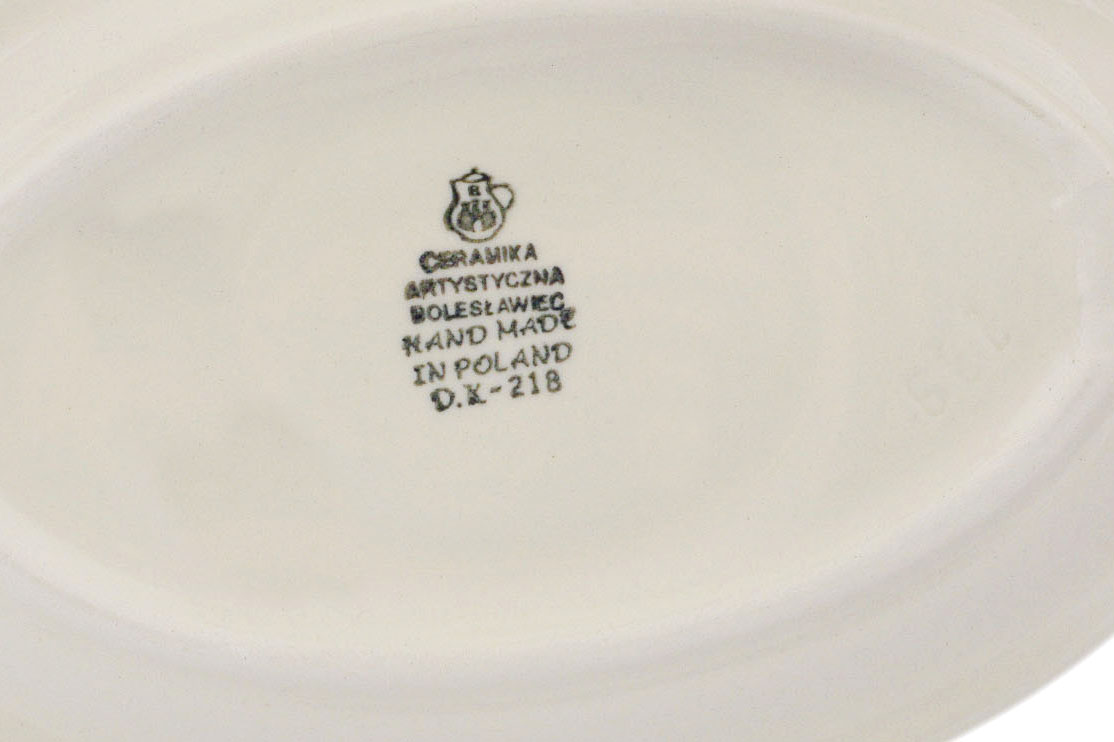 B
CERAMIKA
ARTYSTYCZNA
BOLESŁAWIEC
HAND MADE
IN POLAND
D.X-218